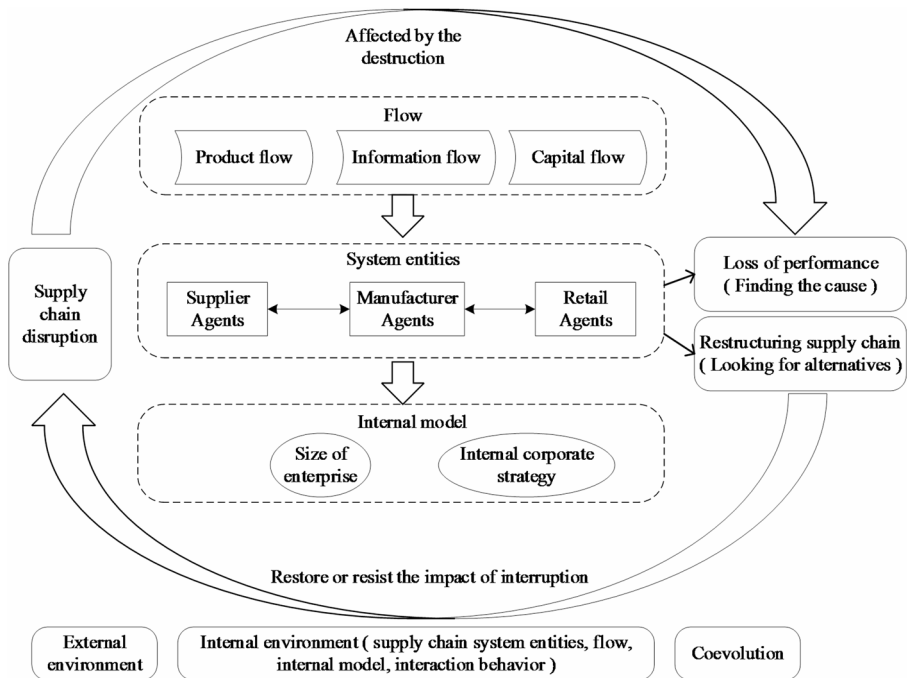 Affected by the
destruction
Flow
Product flow
Information flow
Capital flow
System entities
Supplier
Agents
Manufacturer
Agents
Retail
Agents
Supply
chain
disruption
Loss of performance
( Finding the cause )
Restructuring supply chain
( Looking for alternatives )
Internal model
Size of
enterprise
Internal corporate
strategy
Restore or resist the impact of interruption
External
environment
Internal environment ( supply chain system entities, flow,
internal model, interaction behavior )
Coevolution